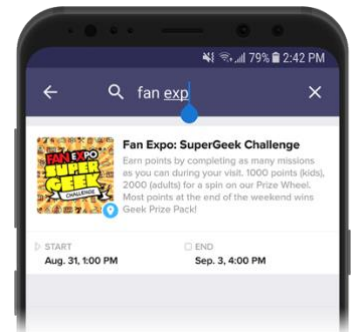 79% 2:42 PM
fan exp
FAN EXPO
SUPER
GEEK
CHALLENGE
Fan Expo: SuperGeek Challenge
Earn points by completing as many missions
as you can during your visit. 1000 points (kids),
2000 (adults) for a spin on our Prize Wheel.
Most points at the end of the weekend wins
Geek Prize Pack!
START
Aug. 31, 1:00 PM
END
Sep. 3, 4:00 PM